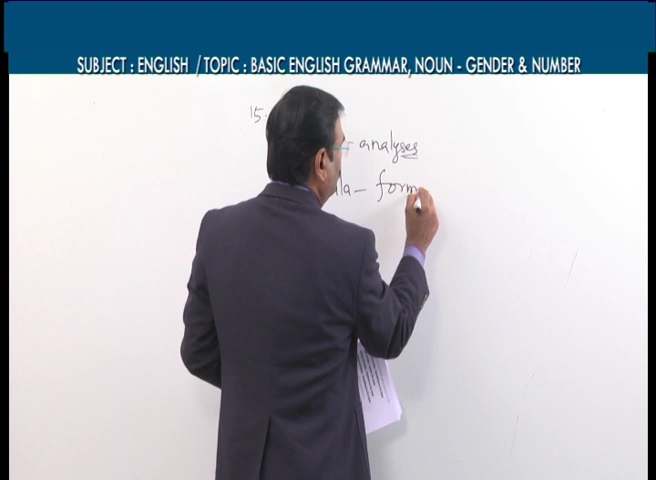 SUBJECT : ENGLISH / TOPIC : BASIC ENGLISH GRAMMAR, NOUN - GENDER & NUMBER
15.
- analyses
la - form